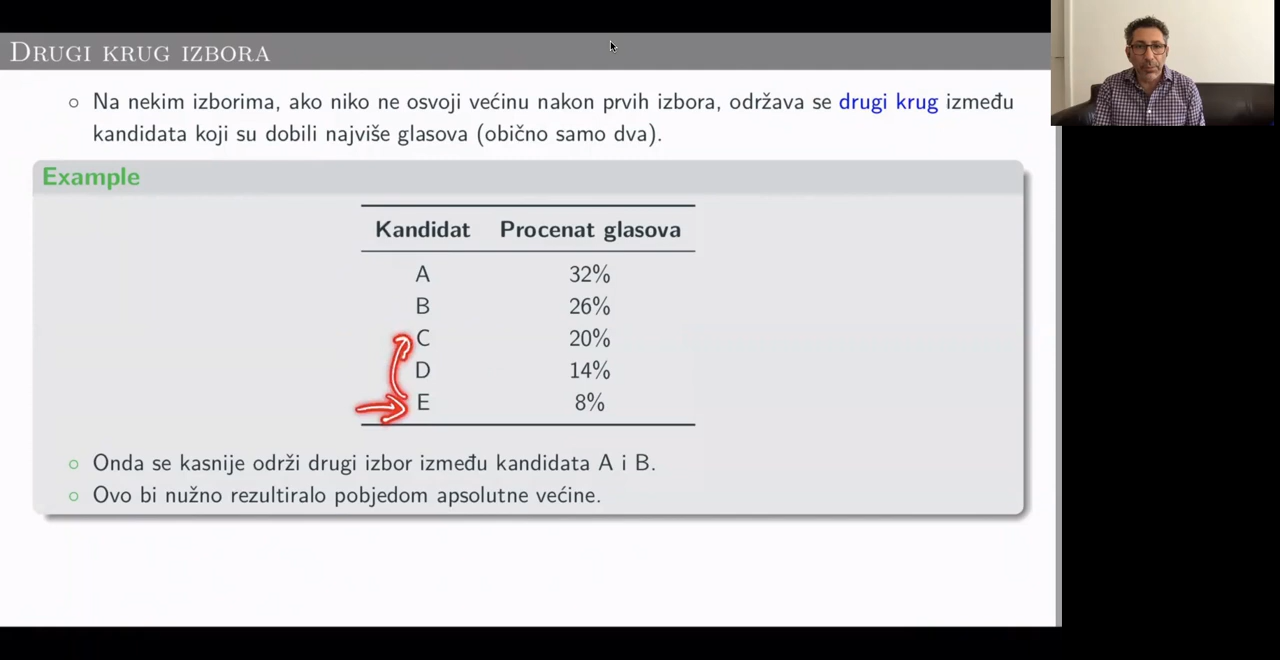 DRUGI KRUG IZBORA
Na nekim izborima, ako niko ne osvoji većinu nakon prvih izbora, održava se drugi krug između
kandidata koji su dobili najviše glasova (obično samo dva).
Example
Kandidat Procenat glasova
A 32%
B 26%
C 20%
D 14%
E 8%
Onda se kasnije održi drugi izbor između kandidata A i B.
Ovo bi nužno rezultiralo pobjedom apsolutne većine.